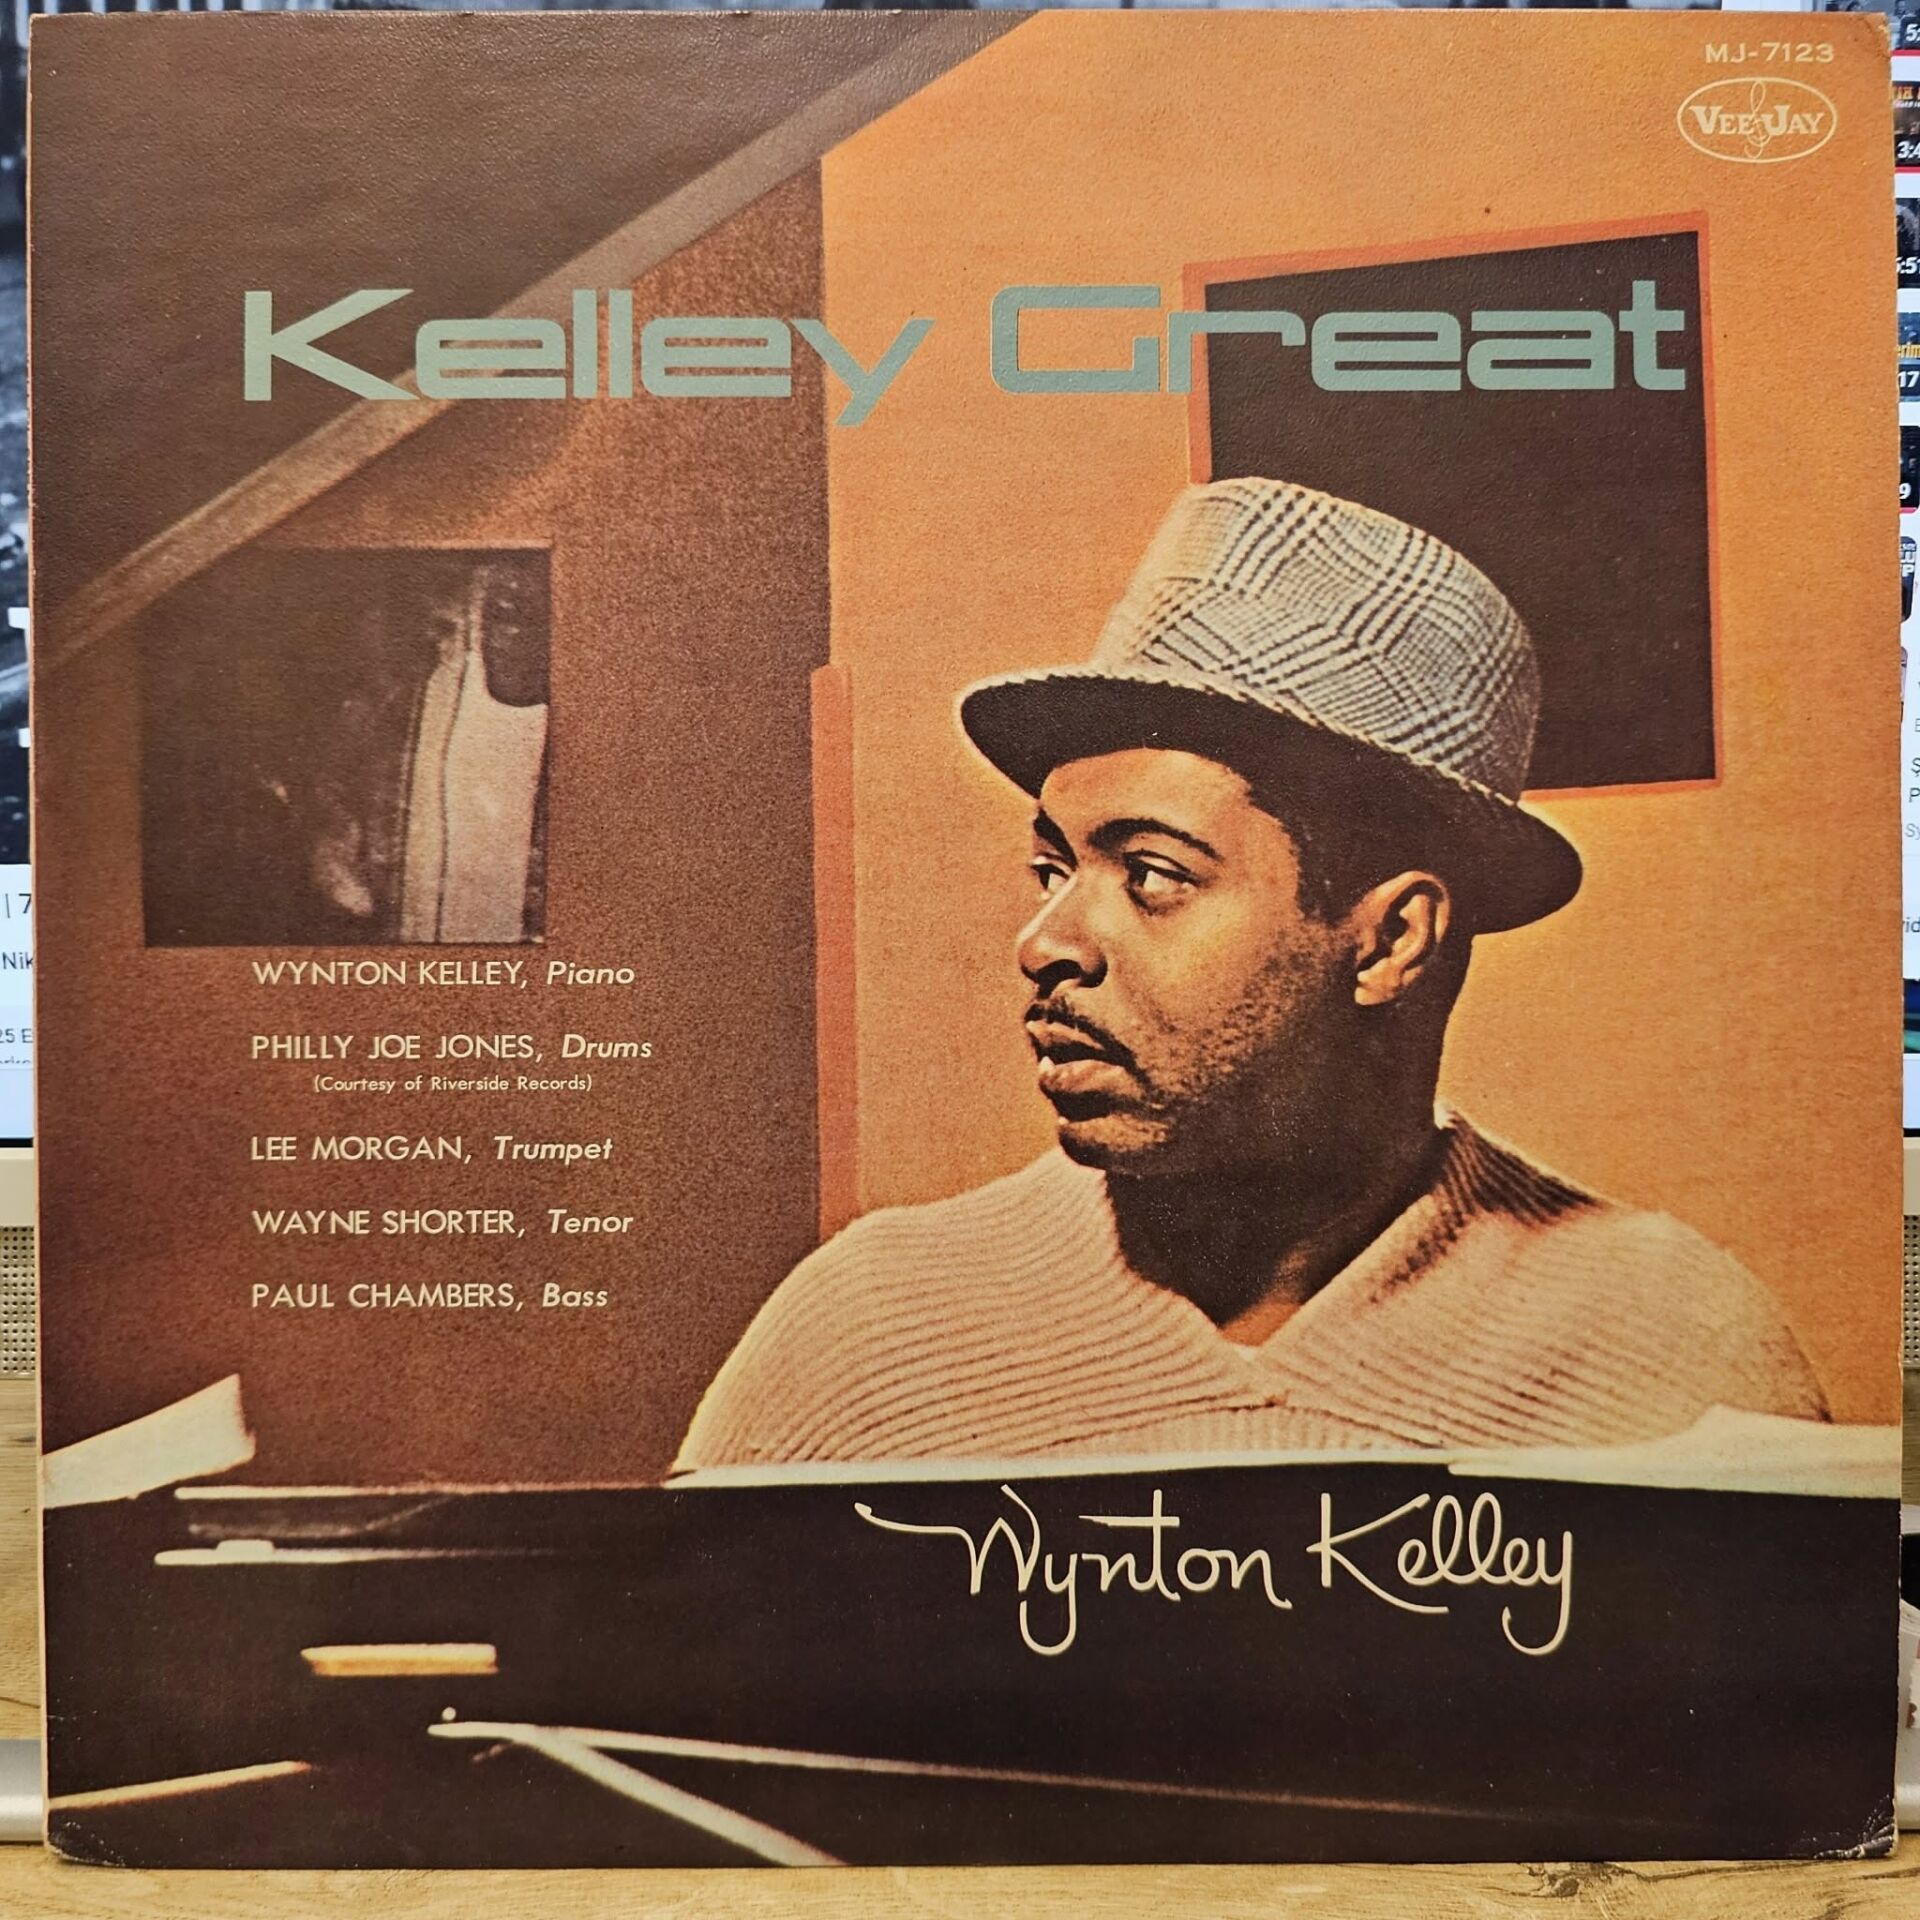 MJ-7123
VEE JAY
Kelley Great
WYNTON KELLEY, Piano
PHILLY JOE JONES, Drums
(Courtesy of Riverside Records)
LEE MORGAN, Trumpet
WAYNE SHORTER, Tenor
PAUL CHAMBERS, Bass
Wynton Kelley